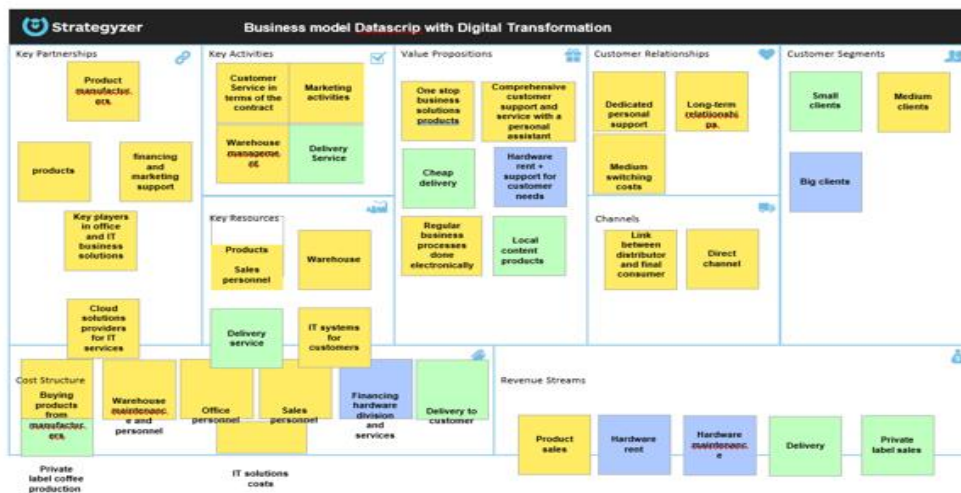 Strategyzer
Business model Datascrip with Digital Transformation
Key Partnerships
Product
manufacturers
products
financing
and
marketing
support
Key players
in office
and IT
business
solutions
Cloud
solutions
providers
for IT
services
Key Activities
Customer
Service in
terms of the
contract
Marketing
activities
Warehouse
management
Delivery
Service
Key Resources
Products
Sales
personnel
Warehouse
Delivery
service
IT systems
for
customers
Value Propositions
One stop
business
solutions
products
Comprehensive
customer
support and
service with a
personal
assistant
Cheap
delivery
Hardware
rent +
support for
customer
needs
Regular
business
processes
done
electronically
Local
content
products
Customer Relationships
Dedicated
personal
support
Long-term
relationshi
ps.
Medium
switching
costs
Channels
Link
between
distributor
and final
consumer
Direct
channel
Customer Segments
Small
clients
Medium
clients
Big clients
Cost Structure
Buying
products
from
manufacturers
Private
label coffee
production
Warehouse
maintenanc
e and
personnel
Office
personnel
IT solutions
costs
Sales
personnel
Financing
hardware
division
and
services
Delivery to
customer
Revenue Streams
Product
sales
Hardware
rent
Hardware
maintenanc
e
Delivery
Private
label sales